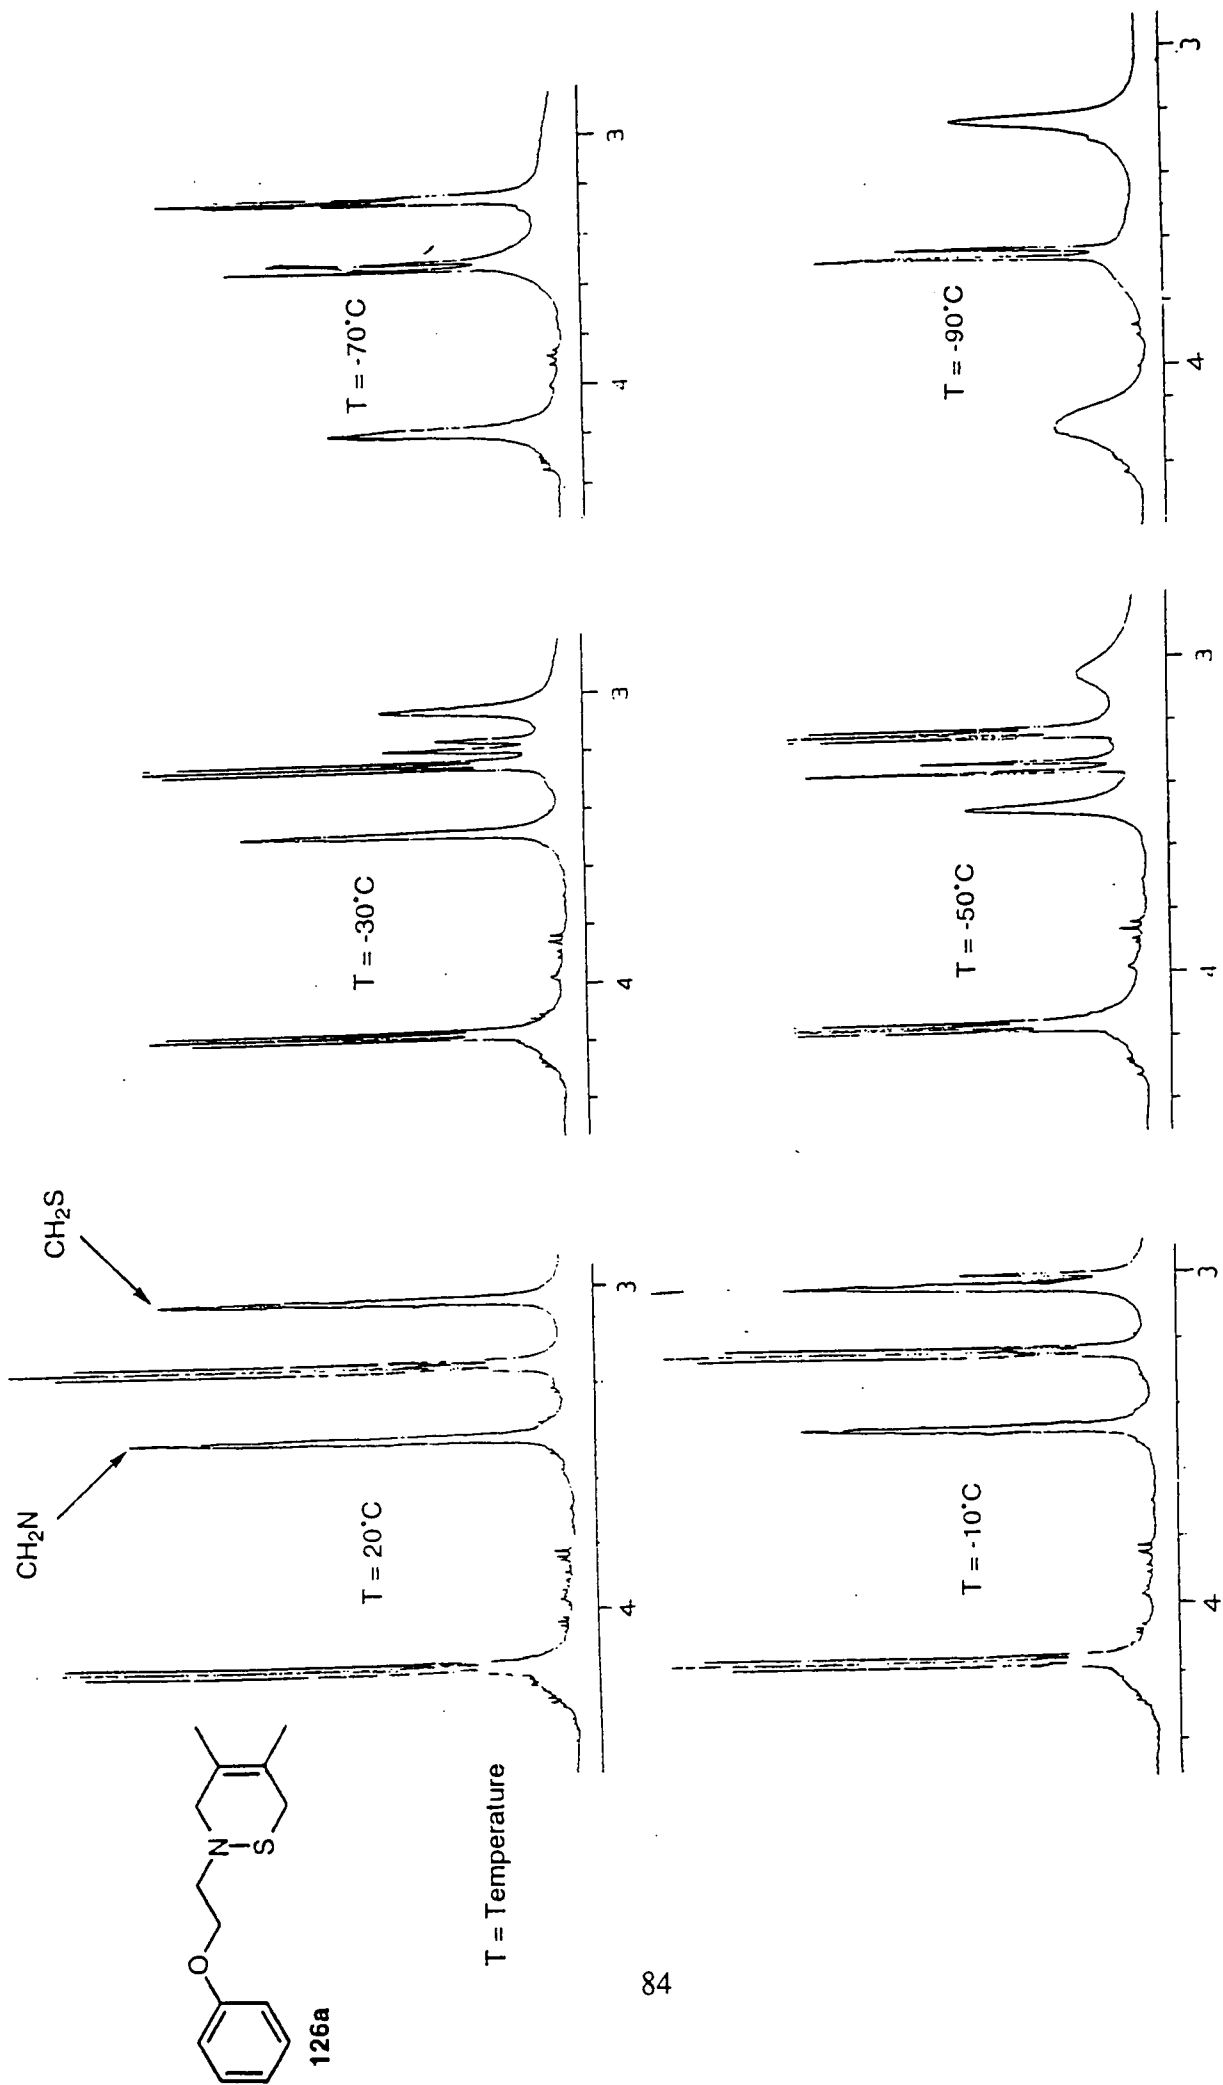 CH₂N
CH₂S
T = 20°C
4
3
T = -30°C
4
3
T = -70°C
4
3
O
N
S
126a
T = Temperature
T = -10°C
4
3
T = -50°C
4
3
T = -90°C
4
3
84